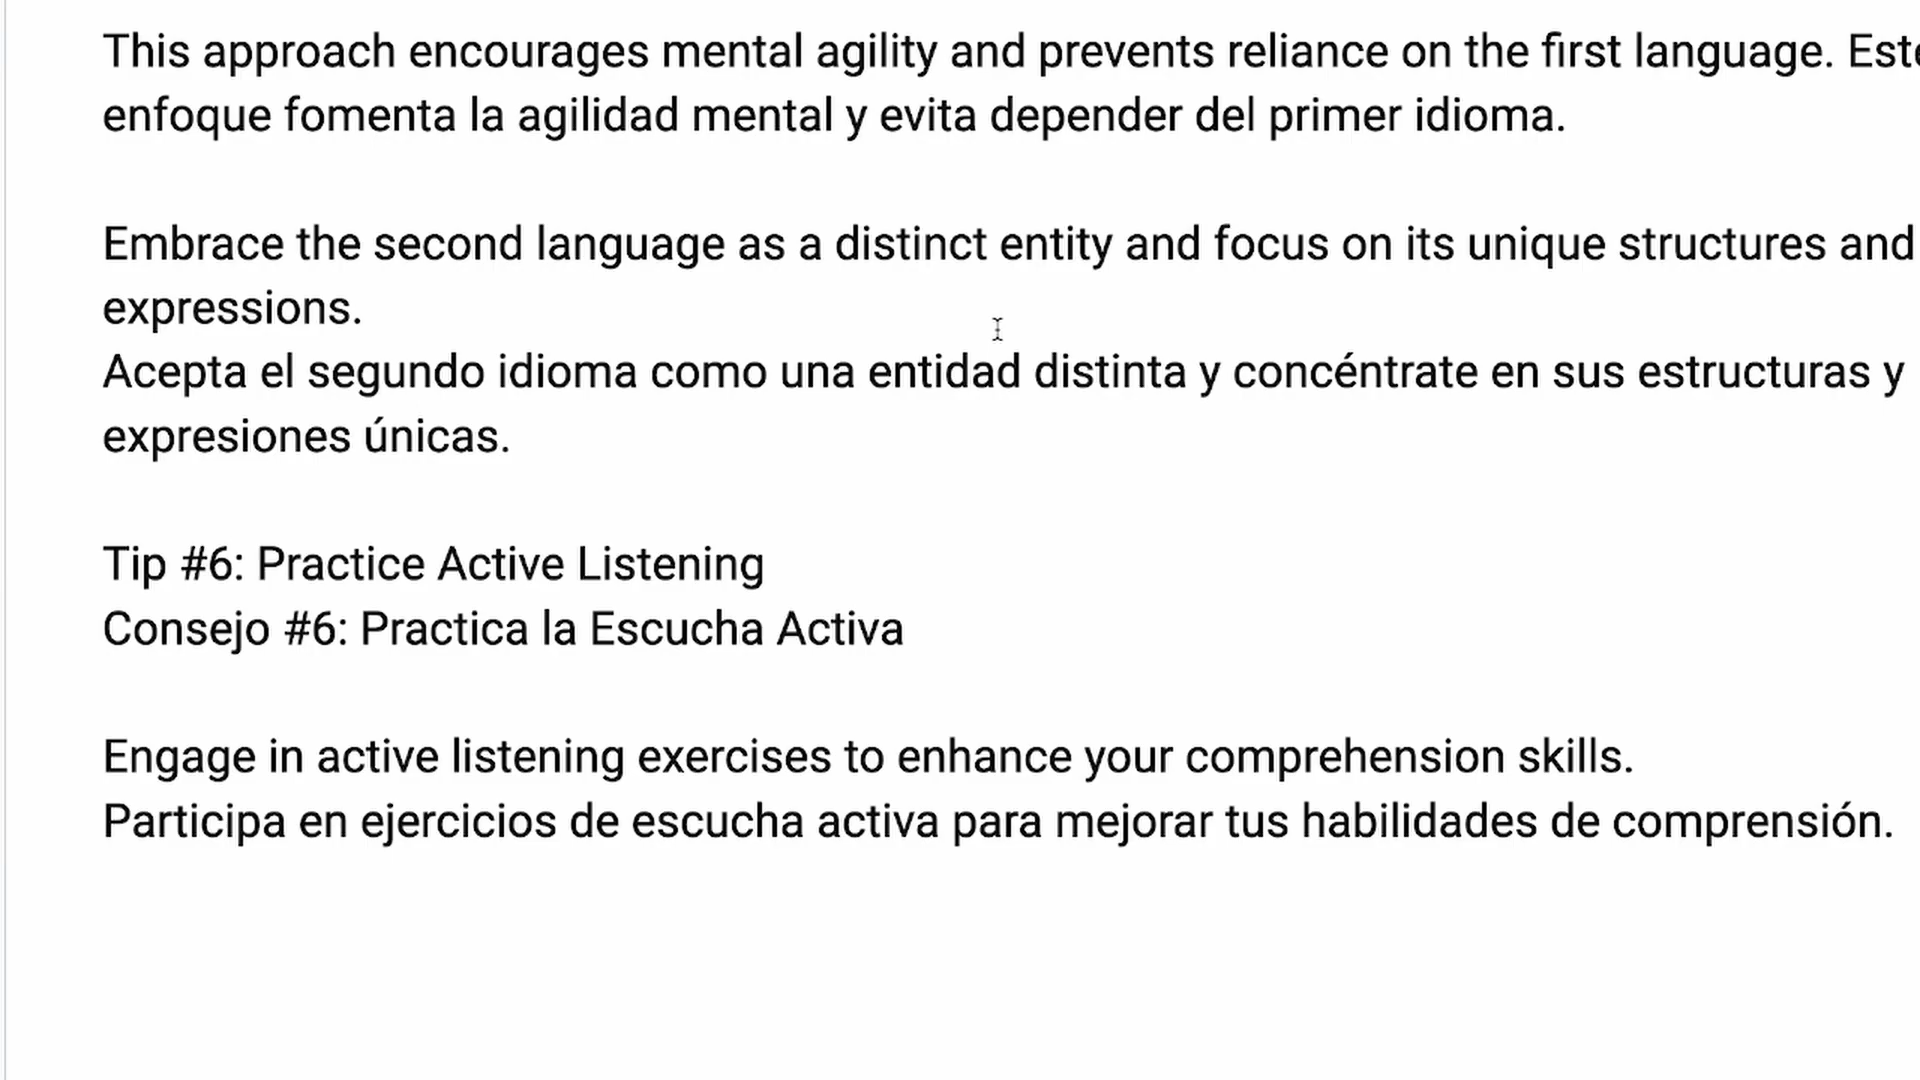 This approach encourages mental agility and prevents reliance on the first language. Este
enfoque fomenta la agilidad mental y evita depender del primer idioma.
Embrace the second language as a distinct entity and focus on its unique structures and
expressions.
Acepta el segundo idioma como una entidad distinta y concéntrate en sus estructuras y
expresiones únicas.
Tip #6: Practice Active Listening
Consejo #6: Practica la Escucha Activa
Engage in active listening exercises to enhance your comprehension skills.
Participa en ejercicios de escucha activa para mejorar tus habilidades de comprensión.